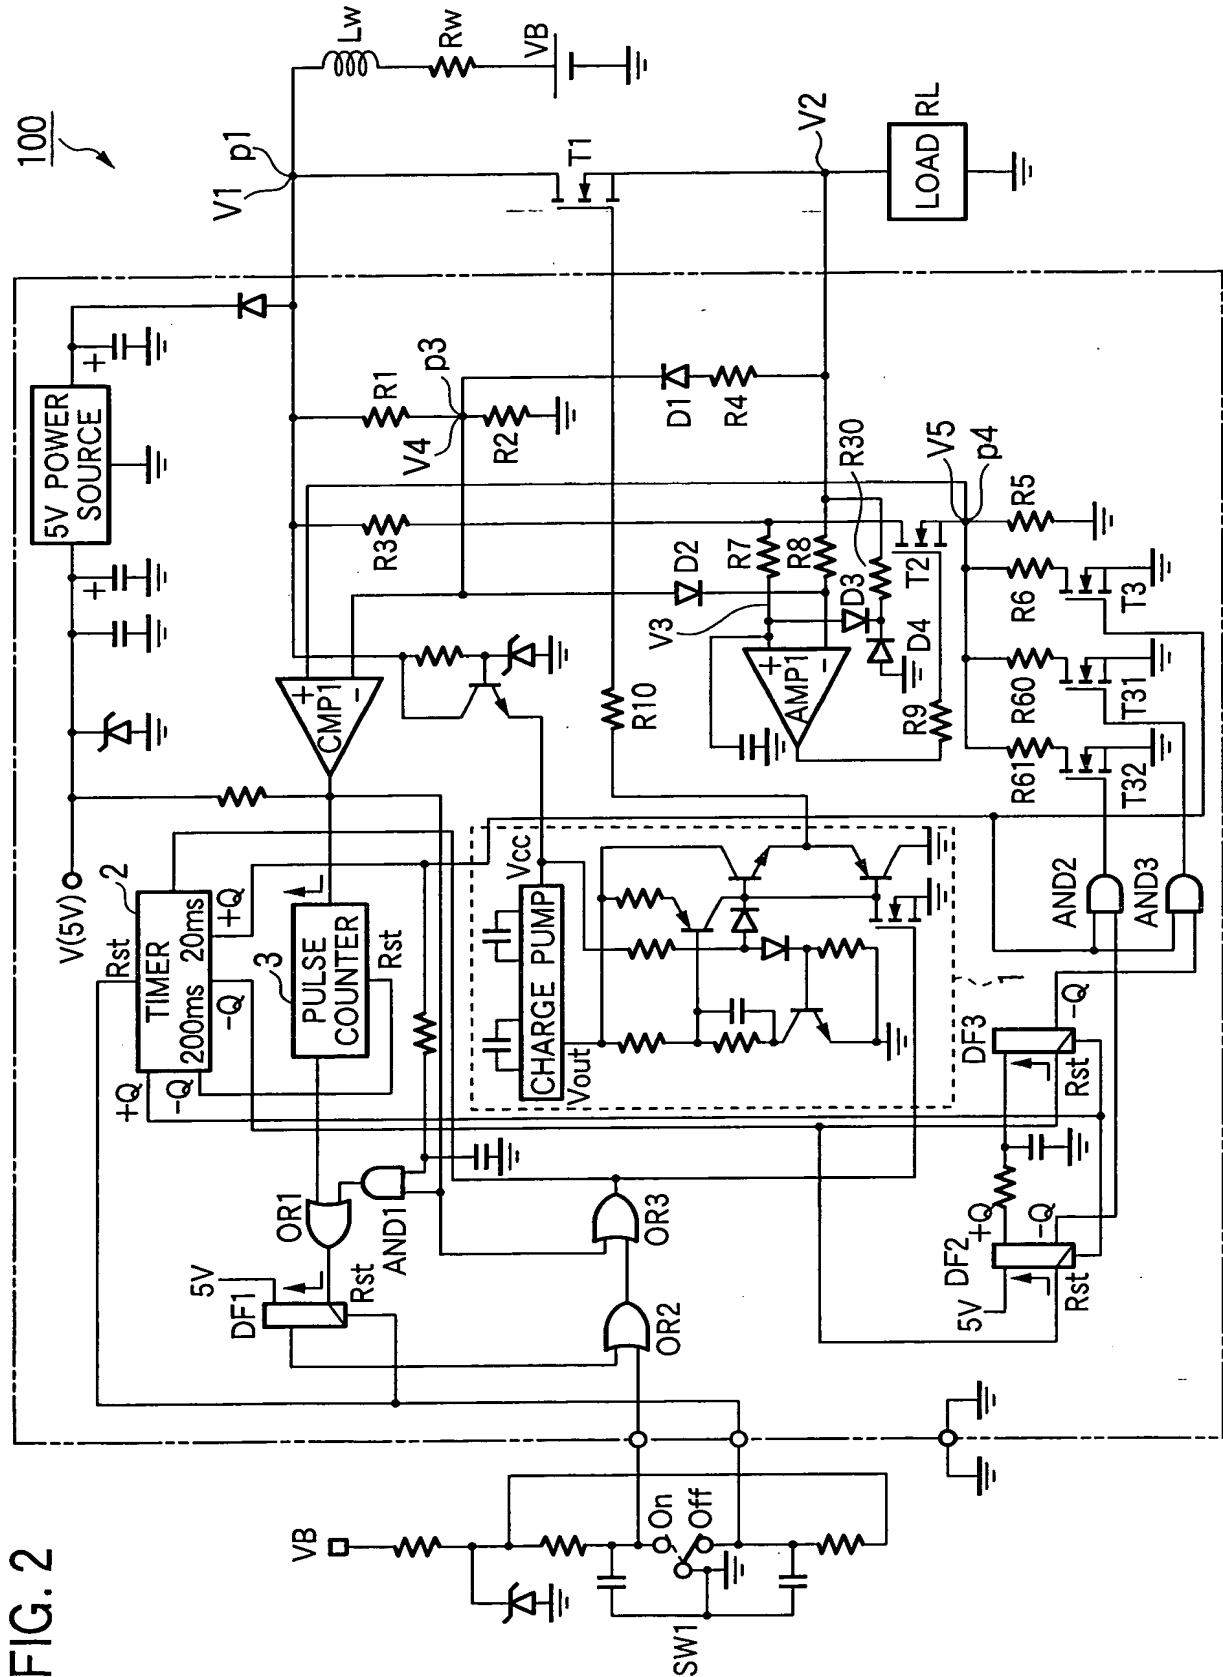 FIG. 2
100
Lw
Rw
VB
p1
V1
T1
V2
LOAD
RL
5V POWER
SOURCE
R1
p3
V4
R2
D1
R4
R3
D2
R7
R8
R30
V5
p4
V3
D3
D4
T2
R5
R6
T3
R60
T31
R61
T32
R9
R10
+
+
+
-
CMP1
+
-
AMP1
V(5V)
2
Rst
TIMER
200ms 20ms
+Q
-Q
+Q
-Q
3
PULSE
COUNTER
Rst
Vcc
CHARGE PUMP
Vout
1
AND2
AND3
DF3
-Q
Rst
+Q
-Q
DF2
5V
Rst
OR1
AND1
5V
DF1
Rst
OR3
OR2
VB
On
Off
SW1